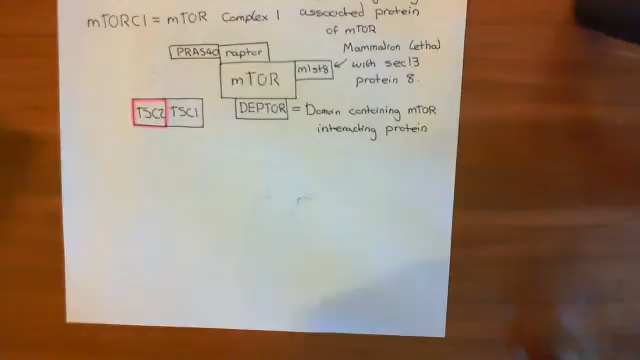 mTORC1 = mTOR Complex 1 associated protein
of mTOR
PRAS40 raptor Mammalian Lethal
mTOR mlst8 with sec13
protein 8.
TSC2 TSC1 DEPTOR = Domain containing mTOR
interacting protein